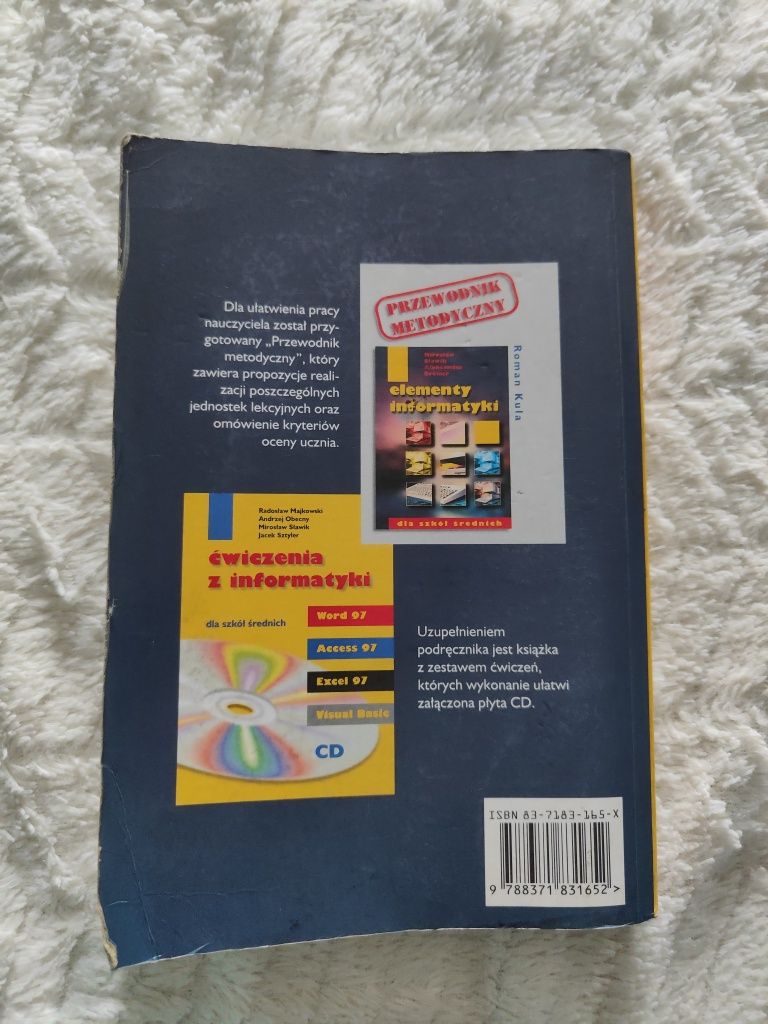 Dla ułatwienia pracy
nauczyciela został przy-
gotowany „Przewodnik
metodyczny”, który
zawiera propozycje reali-
zacji poszczególnych
jednostek lekcyjnych oraz
omówienie kryteriów
oceny ucznia.
PRZEWODNIK
METODYCZNY
Roman Kula
elementy
informatyki
dla szkół średnich
Radosław Majkowski
Andrzej Obecny
Mirosław Sławik
Jacek Sztyler
ćwiczenia
z informatyki
dla szkół średnich
Word 97
Access 97
Excel 97
Visual Basic
CD
Uzupełnieniem
podręcznika jest książka
z zestawem ćwiczeń,
których wykonanie ułatwi
załączona płyta CD.
ISBN 83-7183-165-X
9 788371 831652 >